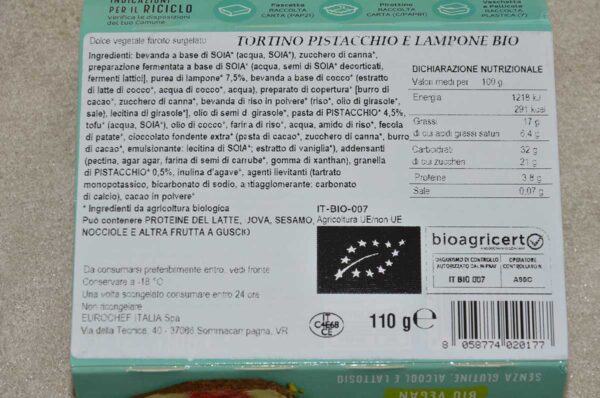 INDICAZIONI
PER IL RICICLO
Verifica le disposizioni
del tuo Comune
Fascetta
RACCOLTA
CARTA (PAP21)
Pirottino
RACCOLTA
CARTA (C/PAP81)
Vaschetta
e Pellicola
RACCOLTA
PLASTICA (7)
Dolce vegetale farcito surgelato
TORTINO PISTACCHIO E LAMPONE BIO
Ingredienti: bevanda a base di SOIA* (acqua, SOIA*), zucchero di canna*,
preparazione fermentata a base di SOIA* (acqua, semi di SOIA* decorticati,
fermenti lattici), purea di lampone* 7,5%, bevanda a base di cocco* (estratto
di latte di cocco*, acqua di cocco*, acqua), preparato di copertura* [burro di
cacao*, zucchero di canna*, bevanda di riso in polvere* (riso*, olio di girasole*,
sale), lecitina di girasole*], olio di semi di girasole*, pasta di PISTACCHIO* 4,5%,
tofu* (acqua, SOIA*), olio di cocco*, farina di riso*, acqua, amido di riso*, fecola
di patate*, cioccolato fondente extra* (pasta di cacao*, zucchero di canna*, burro
di cacao*, emulsionante: lecitina di SOIA*; estratto di vaniglia*), addensanti
(pectina, agar agar, farina di semi di carrube*, gomma di xanthan), granella
di PISTACCHIO* 0,5%, inulina d'agave*, agenti lievitanti (tartrato
monopotassico, bicarbonato di sodio, antiagglomerante: carbonato
di calcio), cacao in polvere*
* Ingredienti da agricoltura biologica
Può contenere PROTEINE DEL LATTE, UOVA, SESAMO,
NOCCIOLE E ALTRA FRUTTA A GUSCIO
DICHIARAZIONE NUTRIZIONALE
Valori medi per 100 g
Energia 1218 kJ
291 kcal
Grassi 17 g
di cui acidi grassi saturi 6,4 g
Carboidrati 32 g
di cui zuccheri 21 g
Proteine 3,8 g
Sale 0,07 g
IT-BIO-007
Agricoltura UE/non UE
bioagricert
ORGANISMO DI CONTROLLO
AUTORIZZATO DAL MIPAAF
IT BIO 007
OPERATORE
CONTROLLATO N.
Da consumarsi preferibilmente entro: vedi fronte
Conservare a -18 °C
Una volta scongelato consumare entro 24 ore
Non ricongelare
EUROCHEF ITALIA Spa
Via della Tecnica, 40 - 37066 Sommacampagna, VR
IT
C4E6B
CE
110 g e
8 058774 020177
SENZA GLUTINE, ALCOOL E LATTOSIO
BIO VEGAN